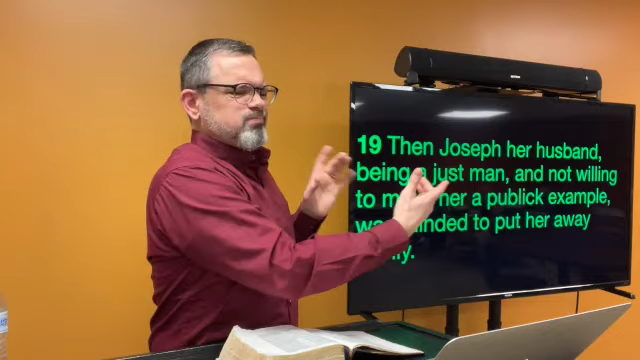 19 Then Joseph her husband,
being a just man, and not willing
to her a publick example,
minded to put her away